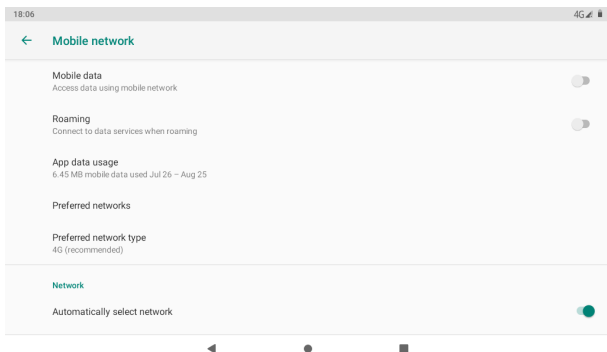 18:06 4G
Mobile network
Mobile data
Access data using mobile network
Roaming
Connect to data services when roaming
App data usage
6.45 MB mobile data used Jul 26 – Aug 25
Preferred networks
Preferred network type
4G (recommended)
Network
Automatically select network